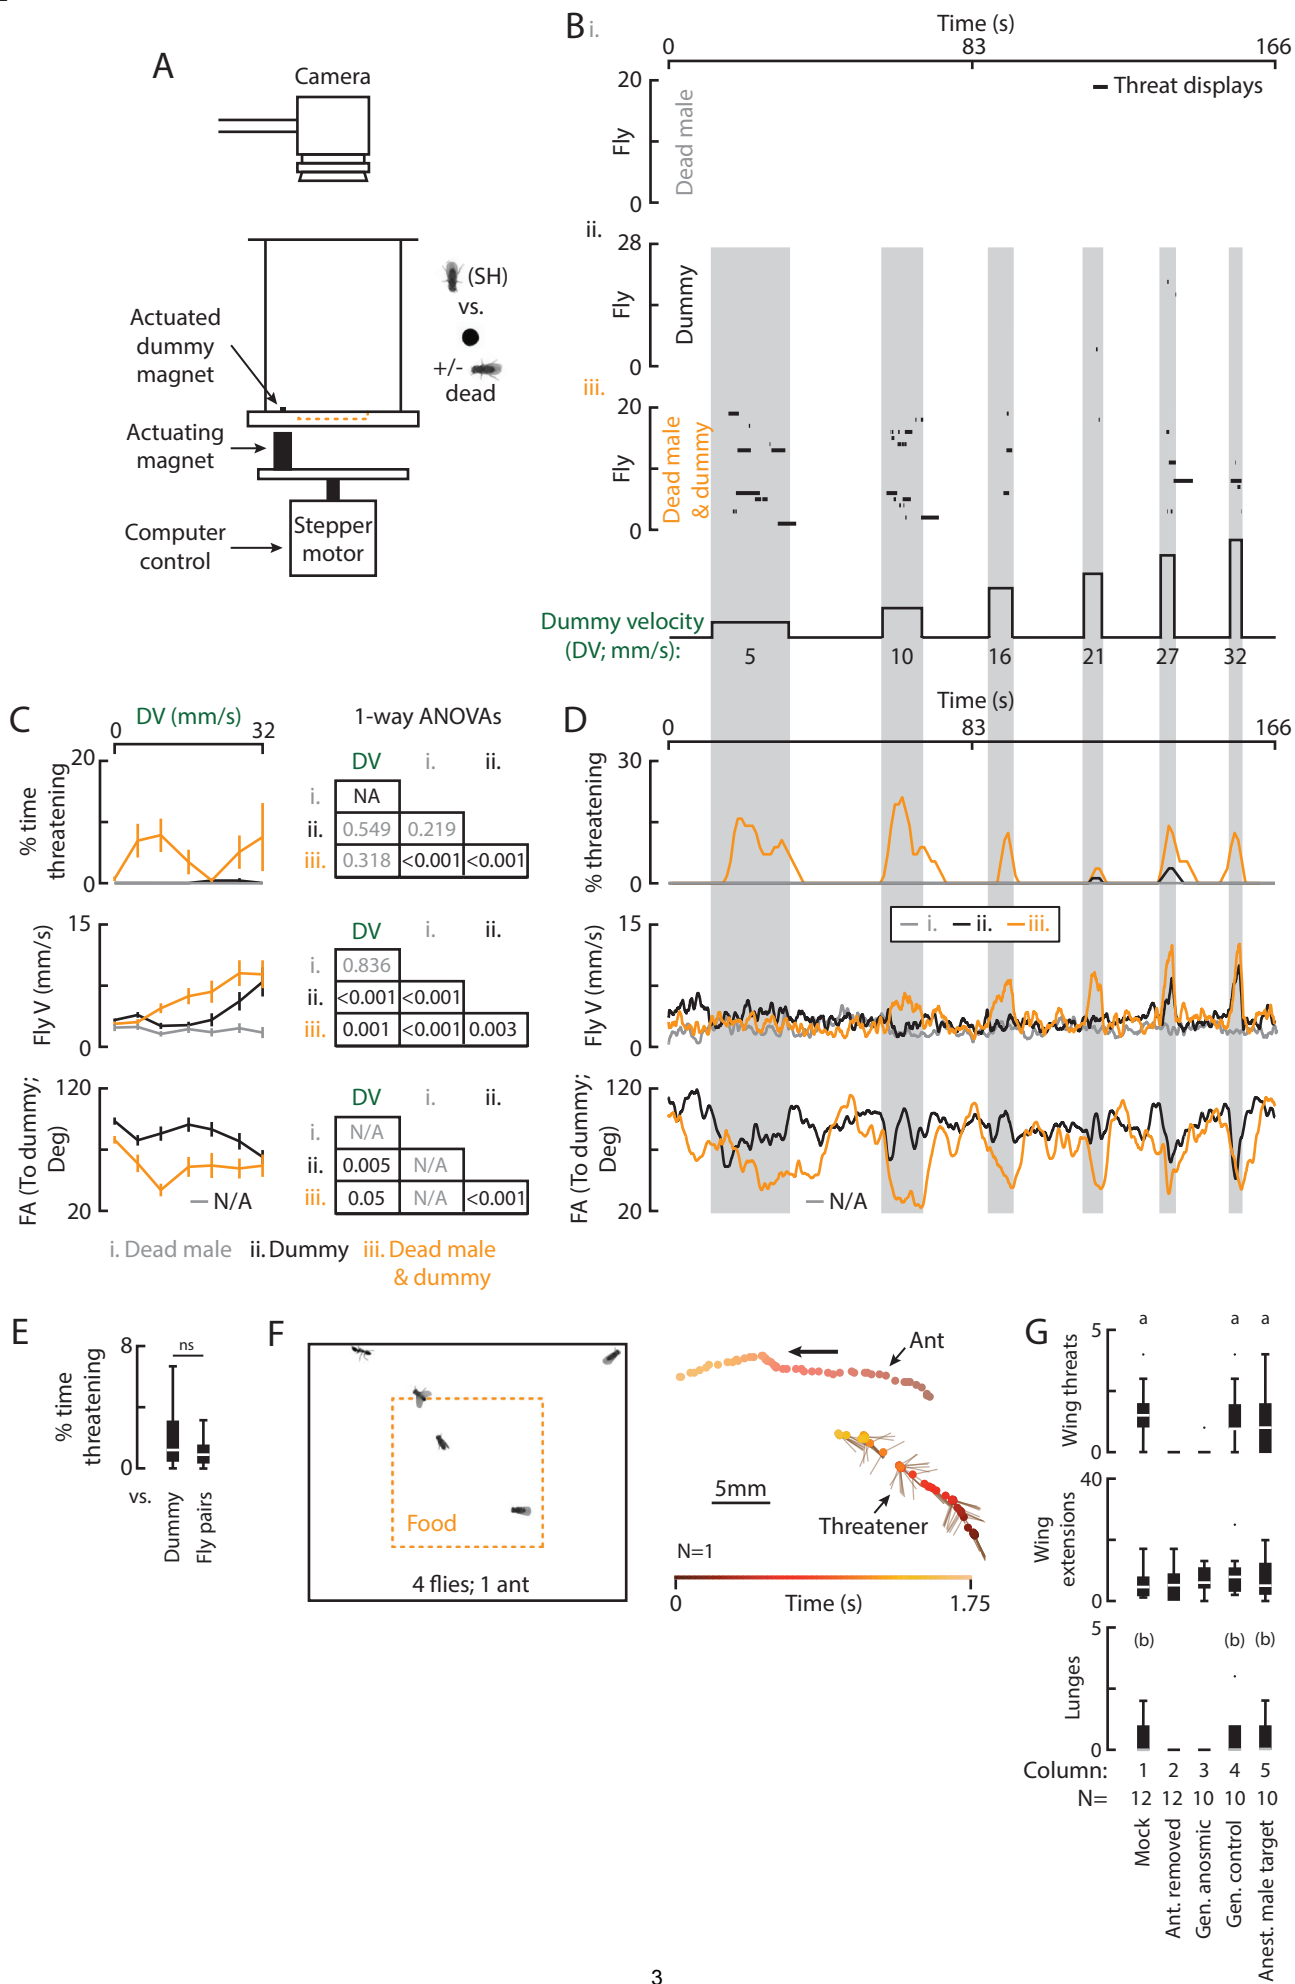 A
Camera
(SH)
vs.
+/-
dead
Actuated
dummy
magnet
Actuating
magnet
Computer
control
Stepper
motor
B i.
Time (s)
0 83 166
20
Fly
0
Dead male
Threat displays
ii.
28
Fly
0
Dummy
iii.
20
Fly
0
Dead male
& dummy
Dummy velocity
(DV; mm/s):
5 10 16 21 27 32
C
DV (mm/s)
0 32
1-way ANOVAs
20
% time
threatening
0
DV i. ii.
i. NA
ii. 0.549 0.219
iii. 0.318 <0.001 <0.001
15
Fly V (mm/s)
0
DV i. ii.
i. 0.836
ii. <0.001 <0.001
iii. 0.001 <0.001 0.003
120
FA (To dummy;
Deg)
20
N/A
DV i. ii.
i. N/A
ii. 0.005 N/A
iii. 0.05 N/A <0.001
i. Dead male ii. Dummy iii. Dead male
& dummy
D
Time (s)
0 83 166
30
% threatening
0
i. ii. iii.
15
Fly V (mm/s)
0
120
FA (To dummy;
Deg)
20
N/A
E
8
% time
threatening
0
ns
vs.
Dummy
Fly pairs
F
Food
4 flies; 1 ant
Ant
5mm
Threatener
N=1
0 Time (s) 1.75
G
a a a
5
Wing threats
0
40
Wing
extensions
0
5
(b) (b) (b)
Lunges
0
Column: 1 2 3 4 5
N= 12 12 10 10 10
Mock
Ant. removed
Gen. anosmic
Gen. control
Anest. male target
3